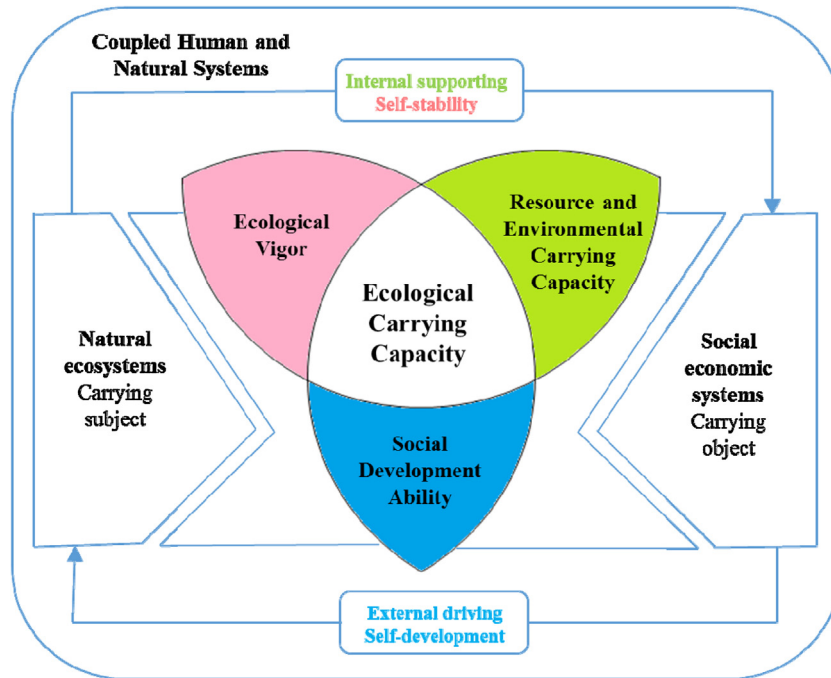 Coupled Human and
Natural Systems
Internal supporting
Self-stability
Ecological
Vigor
Resource and
Environmental
Carrying
Capacity
Ecological
Carrying
Capacity
Natural
ecosystems
Carrying
subject
Social
economic
systems
Carrying
object
Social
Development
Ability
External driving
Self-development